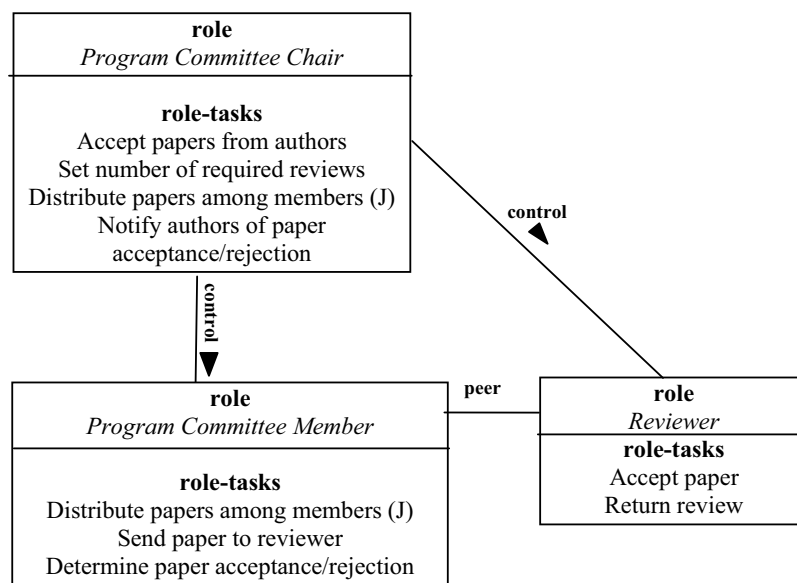 role
Program Committee Chair
role-tasks
Accept papers from authors
Set number of required reviews
Distribute papers among members (J)
Notify authors of paper
acceptance/rejection
control
control
role
Program Committee Member
role-tasks
Distribute papers among members (J)
Send paper to reviewer
Determine paper acceptance/rejection
peer
role
Reviewer
role-tasks
Accept paper
Return review